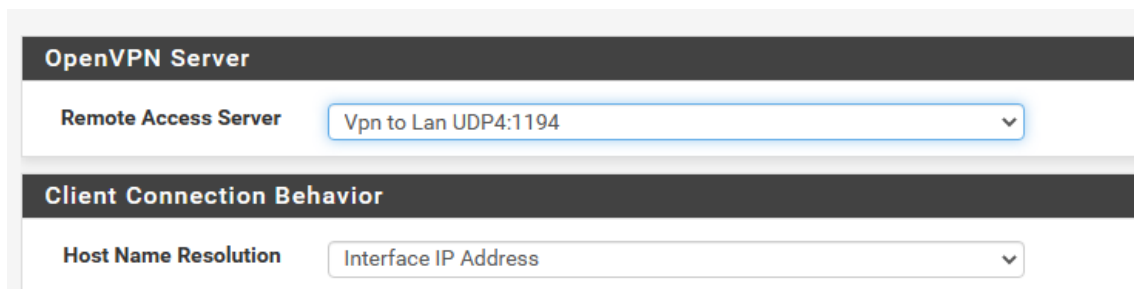 OpenVPN Server
Remote Access Server
Vpn to Lan UDP4:1194
Client Connection Behavior
Host Name Resolution
Interface IP Address